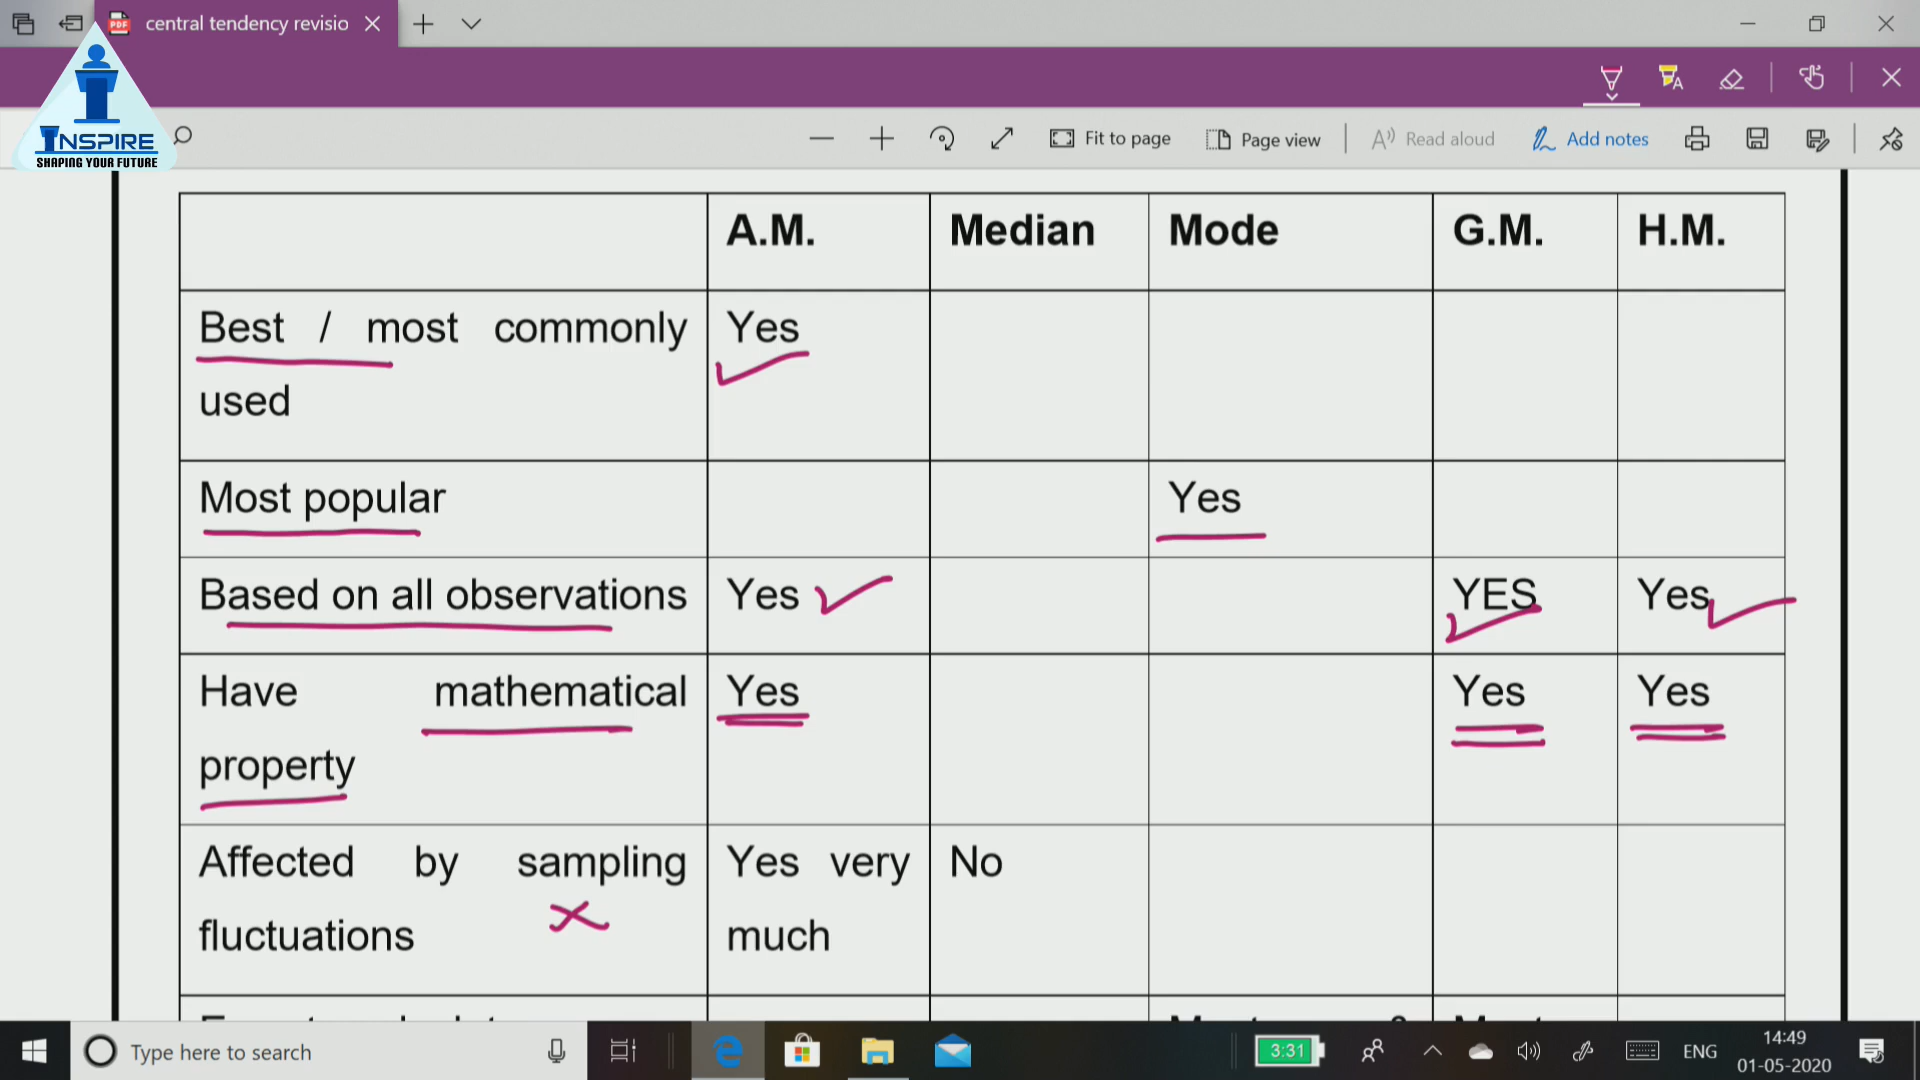 central tendency revisio
INSPIRE
SHAPING YOUR FUTURE
Fit to page
Page view
Read aloud
Add notes
A.M. Median Mode G.M. H.M.
Best / most commonly Yes
used
Most popular Yes
Based on all observations Yes YES Yes
Have mathematical Yes Yes Yes
property
Affected by sampling Yes very No
fluctuations much
Type here to search
3:31
ENG
14:49
01-05-2020